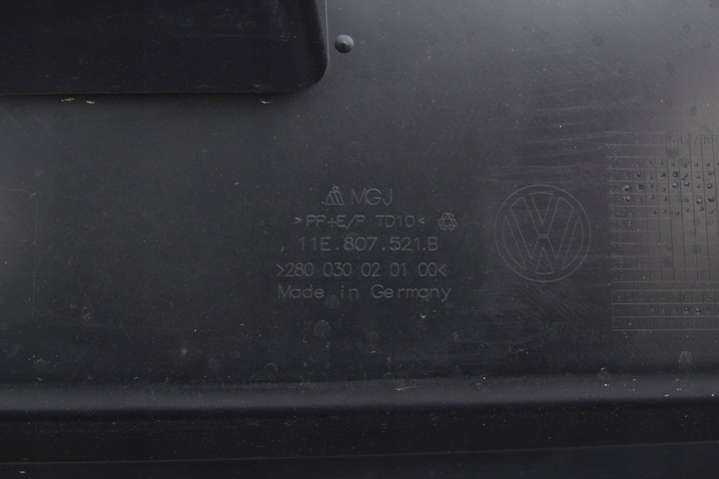 MGJ
>PP+E/P TD10<
11E.807.521.B
>280 030 02 01 00<
Made in Germany